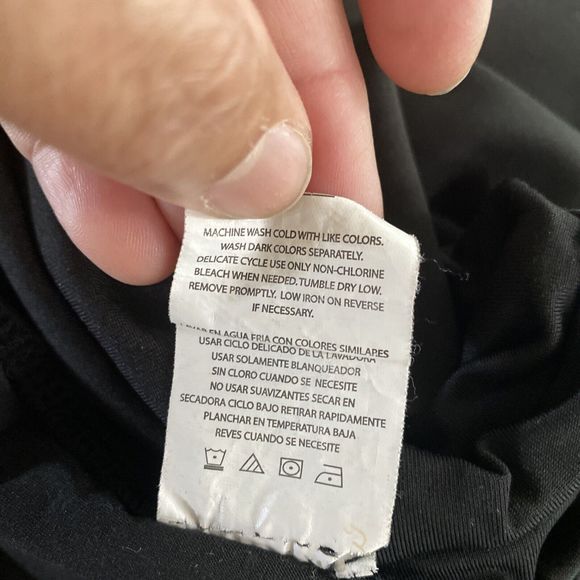 MACHINE WASH COLD WITH LIKE COLORS.
WASH DARK COLORS SEPARATELY.
DELICATE CYCLE USE ONLY NON-CHLORINE
BLEACH WHEN NEEDED. TUMBLE DRY LOW.
REMOVE PROMPTLY. LOW IRON ON REVERSE
IF NECESSARY.
EN AGUA FRIA CON COLORES SIMILARES
USAR CICLO DELICADO DE LA LAVADORA
USAR SOLAMENTE BLANQUEADOR
SIN CLORO CUANDO SE NECESITE
NO USAR SUAVIZANTES SECAR EN
SECADORA CICLO BAJO RETIRAR RAPIDAMENTE
PLANCHAR EN TEMPERATURA BAJA
REVES CUANDO SE NECESITE